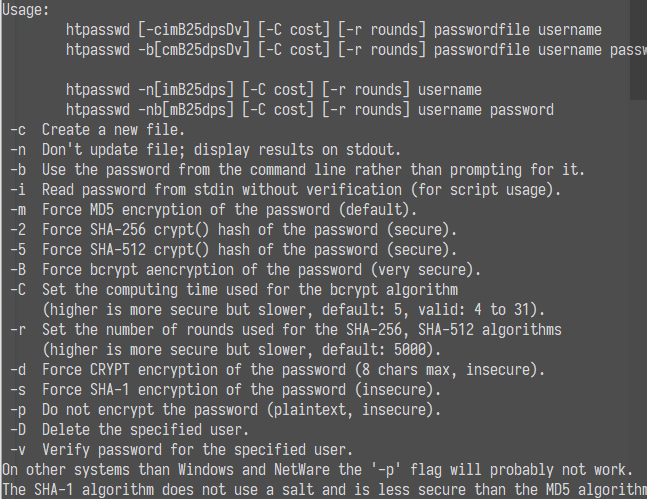 Usage:
        htpasswd [-cimB25dpsDv] [-C cost] [-r rounds] passwordfile username
        htpasswd -b[cmB25dpsDv] [-C cost] [-r rounds] passwordfile username passw

        htpasswd -n[imB25dps] [-C cost] [-r rounds] username
        htpasswd -nb[mB25dps] [-C cost] [-r rounds] username password
 -c  Create a new file.
 -n  Don't update file; display results on stdout.
 -b  Use the password from the command line rather than prompting for it.
 -i  Read password from stdin without verification (for script usage).
 -m  Force MD5 encryption of the password (default).
 -2  Force SHA-256 crypt() hash of the password (secure).
 -5  Force SHA-512 crypt() hash of the password (secure).
 -B  Force bcrypt aencryption of the password (very secure).
 -C  Set the computing time used for the bcrypt algorithm
     (higher is more secure but slower, default: 5, valid: 4 to 31).
 -r  Set the number of rounds used for the SHA-256, SHA-512 algorithms
     (higher is more secure but slower, default: 5000).
 -d  Force CRYPT encryption of the password (8 chars max, insecure).
 -s  Force SHA-1 encryption of the password (insecure).
 -p  Do not encrypt the password (plaintext, insecure).
 -D  Delete the specified user.
 -v  Verify password for the specified user.
On other systems than Windows and NetWare the '-p' flag will probably not work.
The SHA-1 algorithm does not use a salt and is less secure than the MD5 algorithm